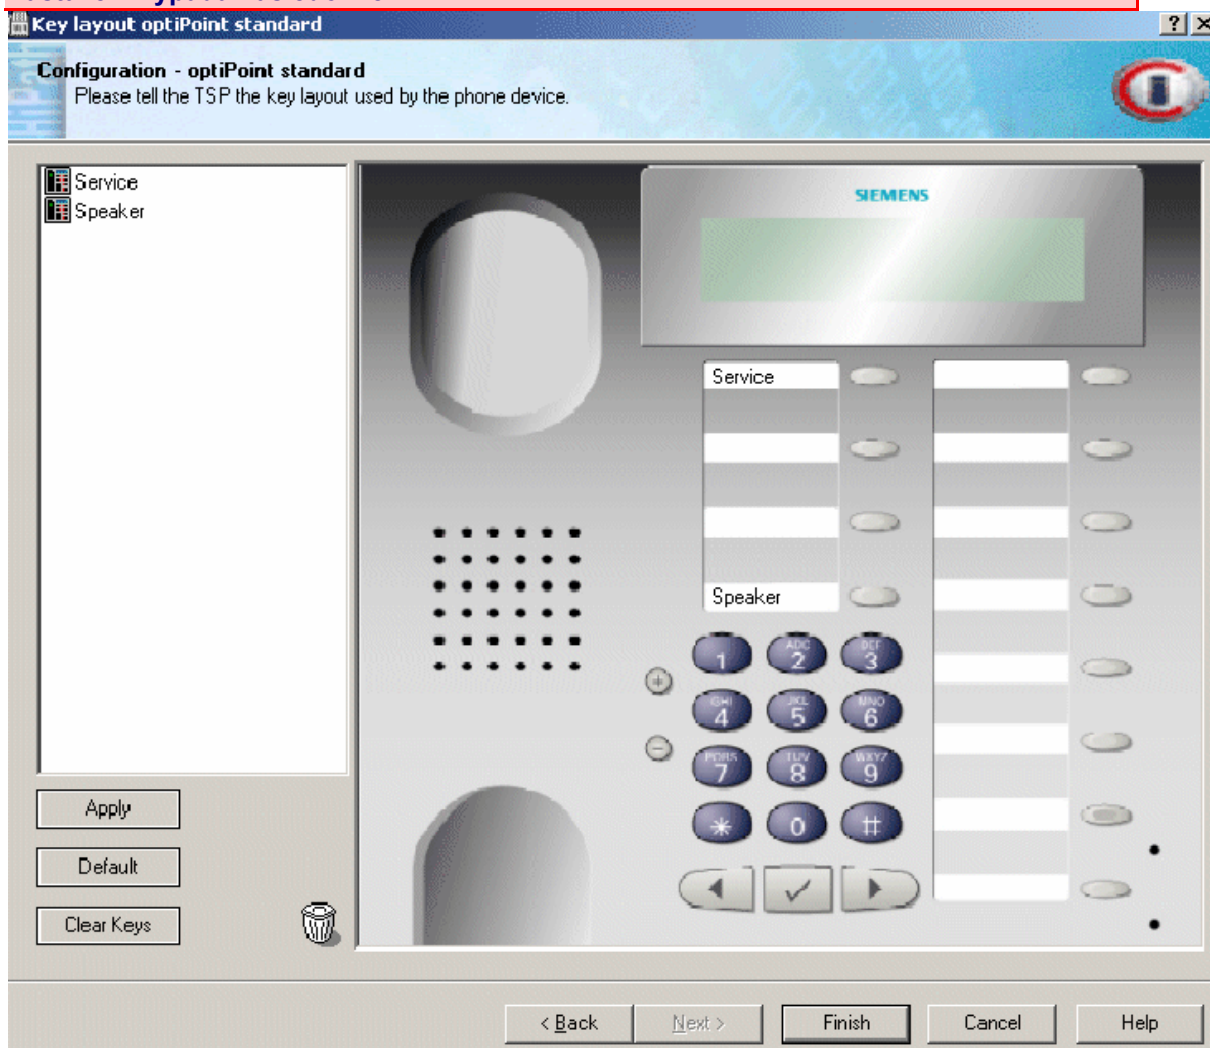 Key layout optiPoint standard
Configuration - optiPoint standard
Please tell the TSP the key layout used by the phone device.
Service
Speaker
SIEMENS
Service
Speaker
1
ABC 2
DEF 3
GHI 4
JKL 5
MNO 6
PQRS 7
TUV 8
WXYZ 9
* 0 #
Apply
Default
Clear Keys
< Back
Next >
Finish
Cancel
Help